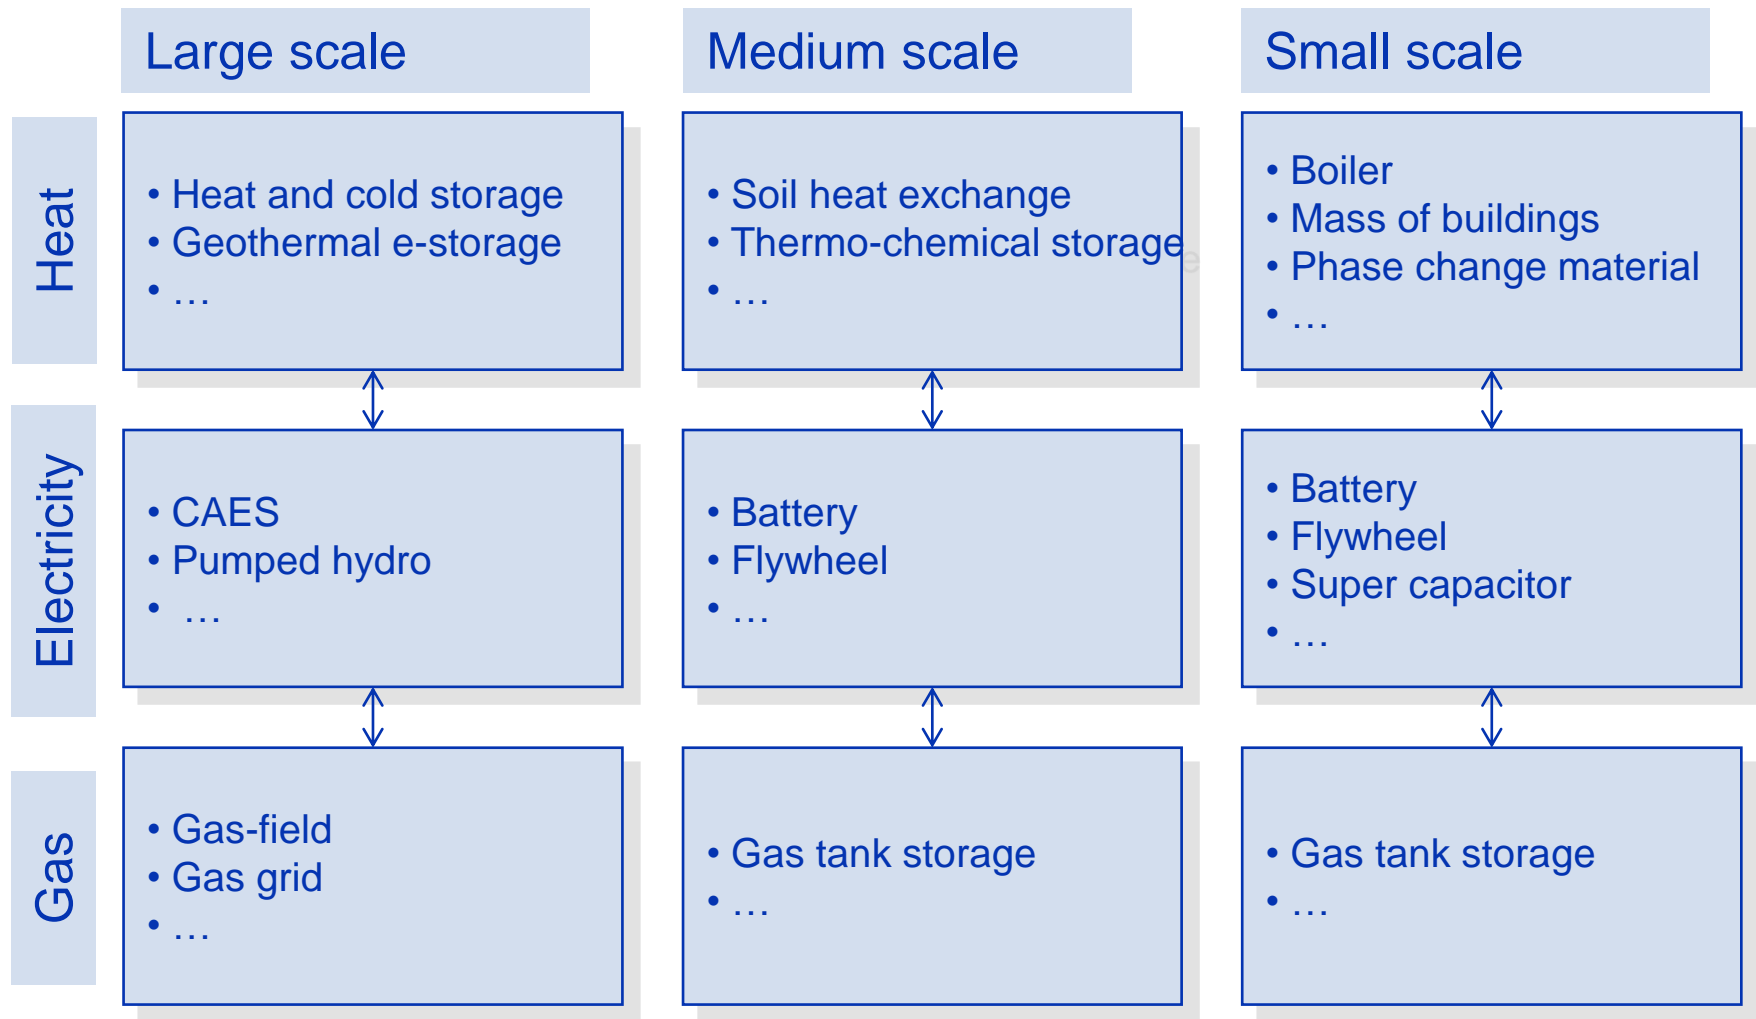 Large scale
Medium scale
Small scale
Heat
• Heat and cold storage
• Geothermal e-storage
• …
• Soil heat exchange
• Thermo-chemical storage
• …
• Boiler
• Mass of buildings
• Phase change material
• …
Electricity
• CAES
• Pumped hydro
• …
• Battery
• Flywheel
• …
• Battery
• Flywheel
• Super capacitor
• …
Gas
• Gas-field
• Gas grid
• …
• Gas tank storage
• …
• Gas tank storage
• …